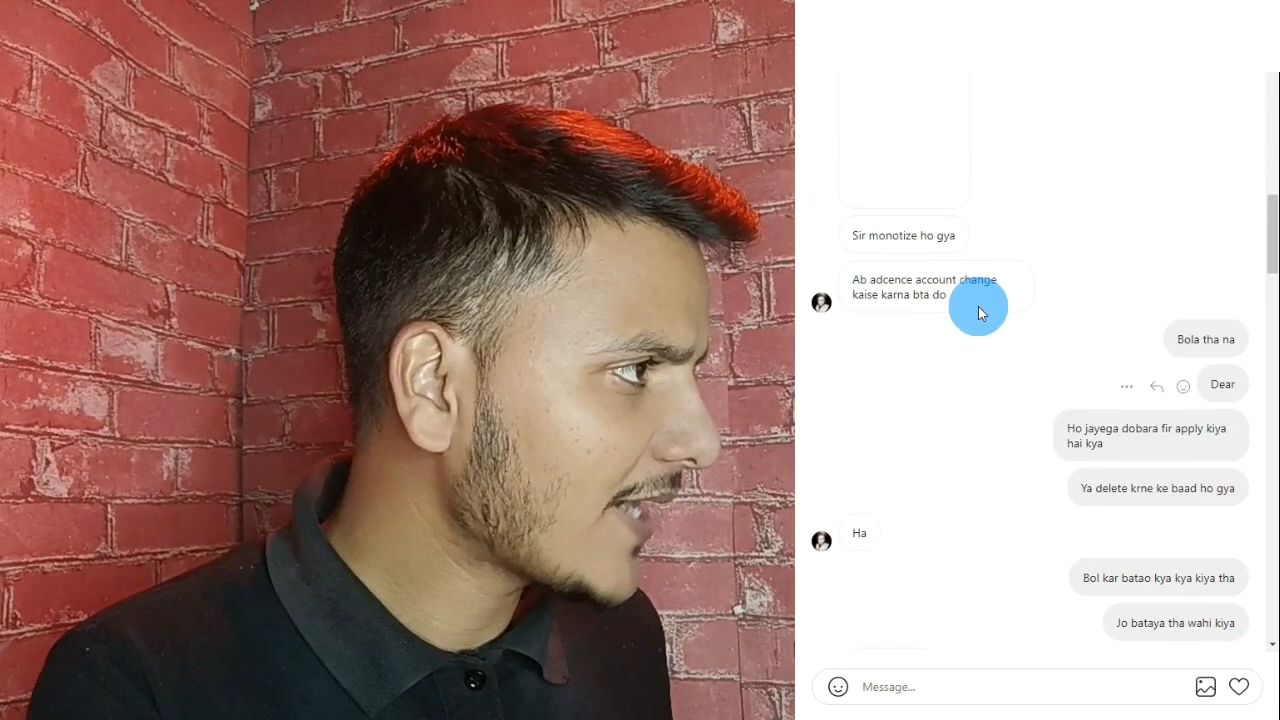 Sir monotize ho gya
Ab adcence account change
kaise karna bta do
Bola tha na
Dear
Ho jayega dobara fir apply kiya
hai kya
Ya delete krne ke baad ho gya
Ha
Bol kar batao kya kya kiya tha
Jo bataya tha wahi kiya
Message...